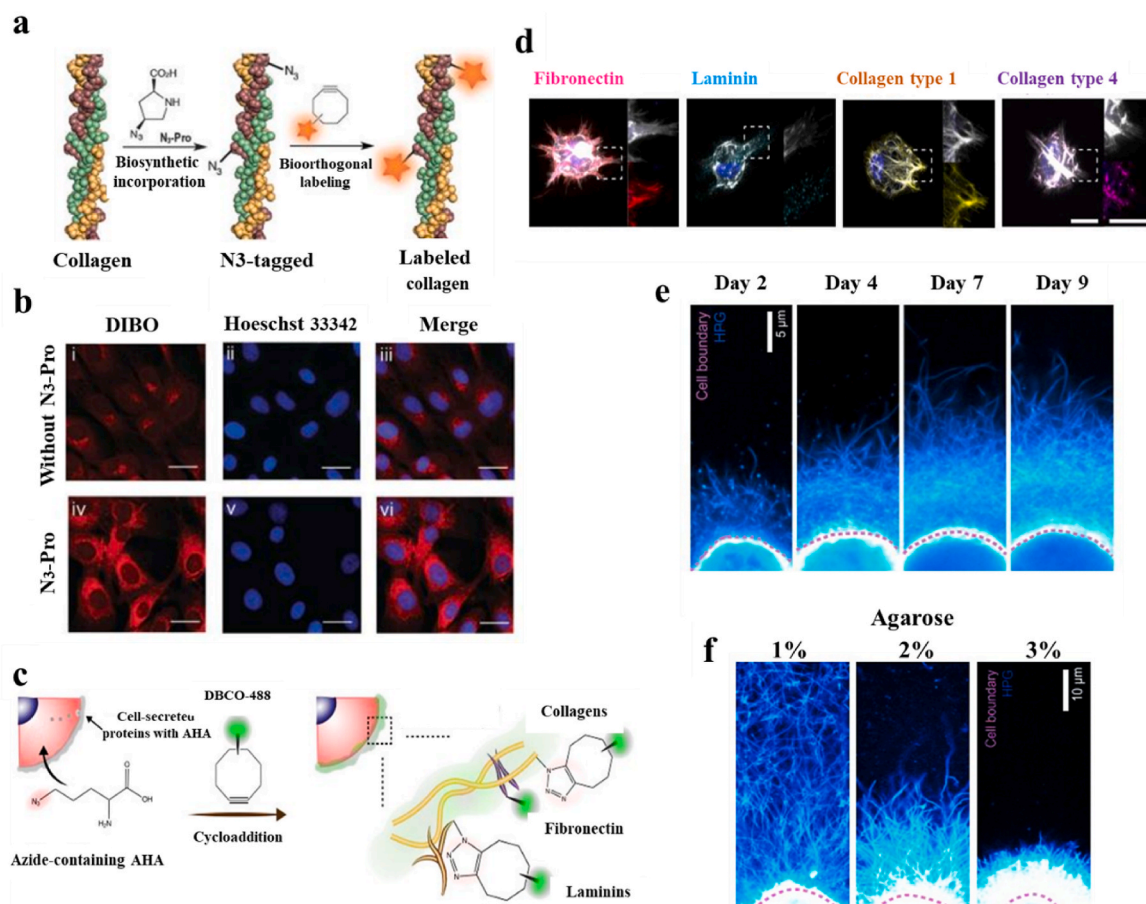 a
CO₂H
NH
N₃
N₃-Pro
Biosynthetic
incorporation
N₃
N₃
Bioorthogonal
labeling
Collagen
N3-tagged
Labeled
collagen
b
DIBO
Hoeschst 33342
Merge
Without N3-Pro
i
ii
iii
N3-Pro
iv
v
vi
c
DBCO-488
Cell-secreted
proteins with AHA
N₃
O
OH
NH₂
Azide-containing AHA
Cycloaddition
Collagens
N
N
N
Fibronectin
N
N
N
Laminins
d
Fibronectin
Laminin
Collagen type 1
Collagen type 4
e
Day 2
Day 4
Day 7
Day 9
Cell boundary
HPG
5 μm
Agarose
f
1%
2%
3%
Cell boundary
HPG
10 μm